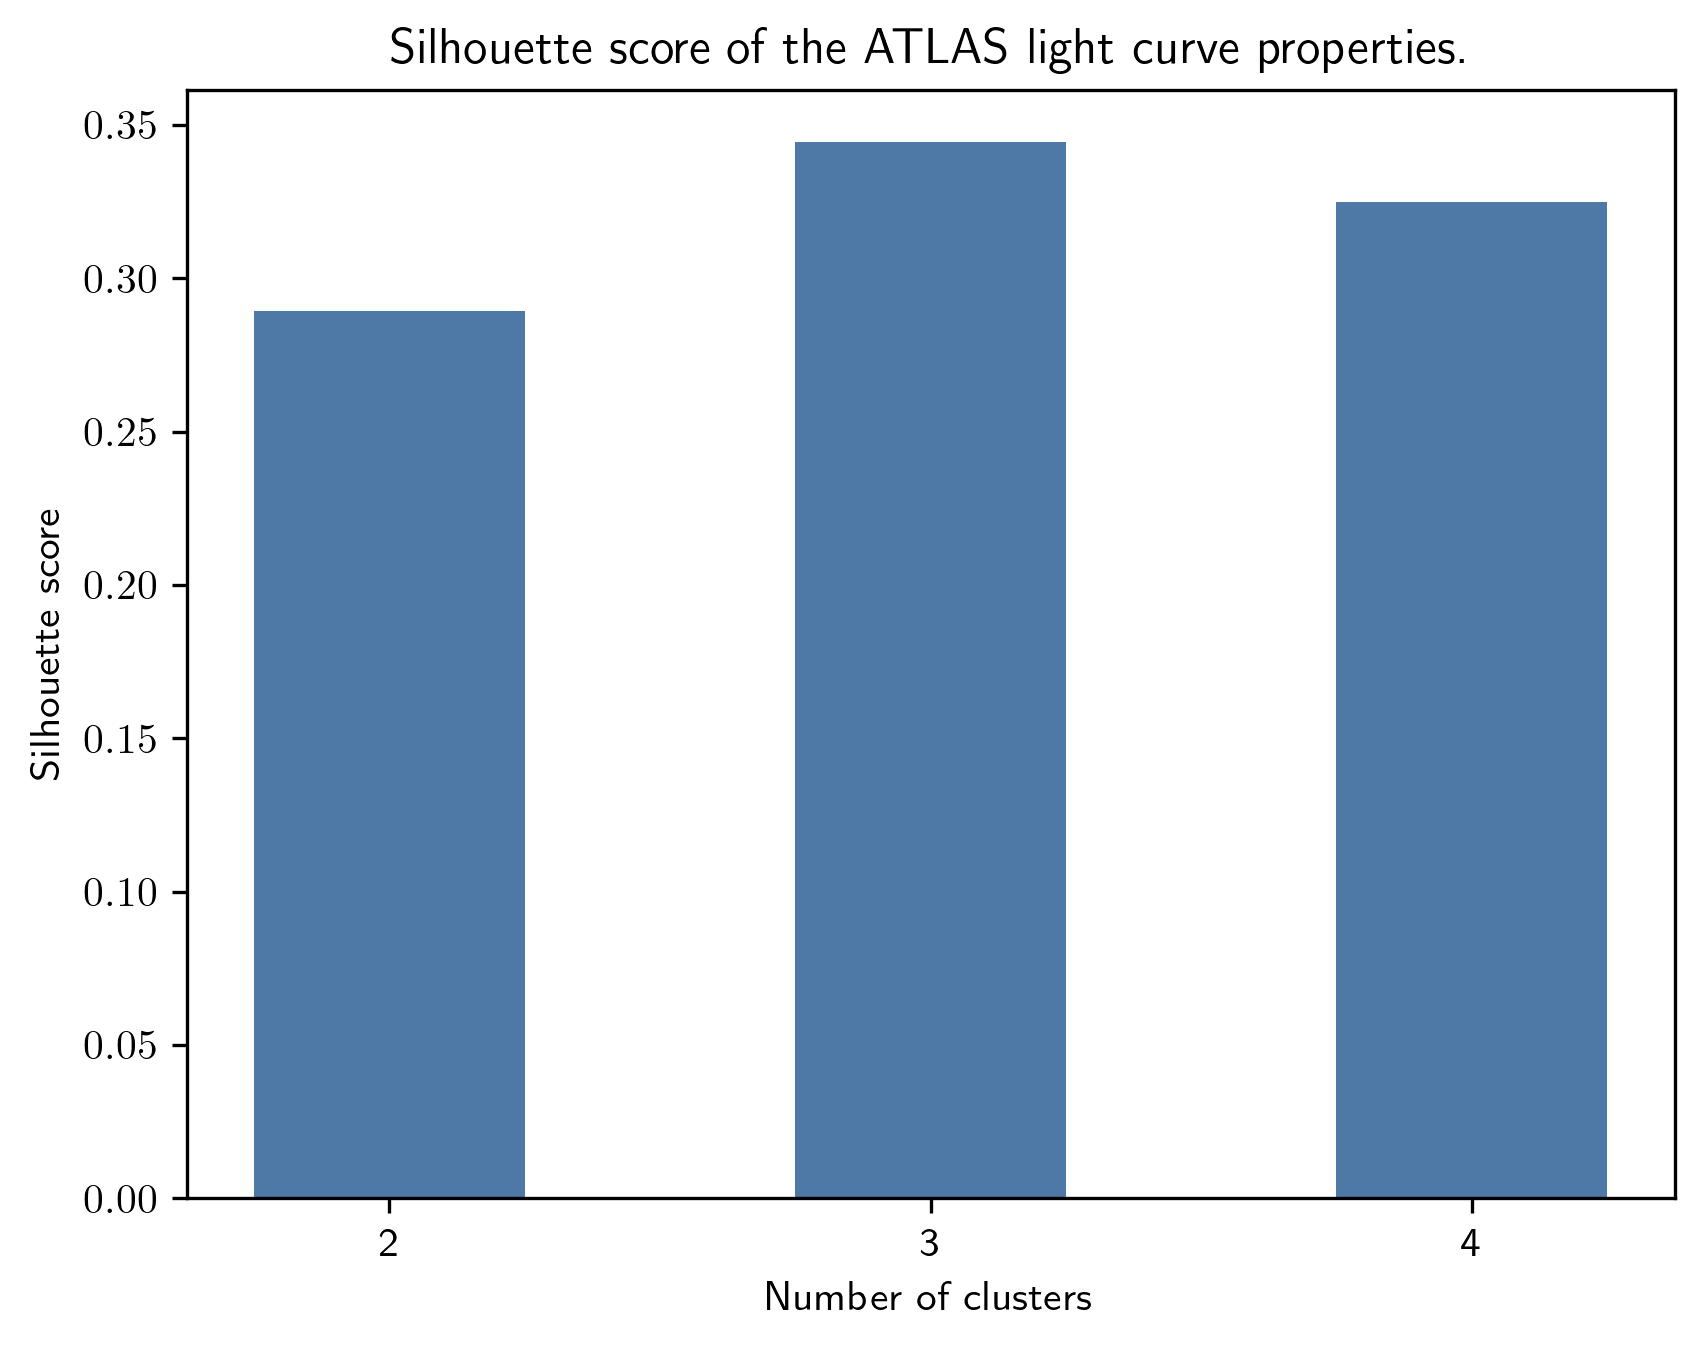 Silhouette score of the ATLAS light curve properties.
0.35
0.30
0.25
0.20
0.15
0.10
0.05
0.00
Silhouette score
2 3 4
Number of clusters